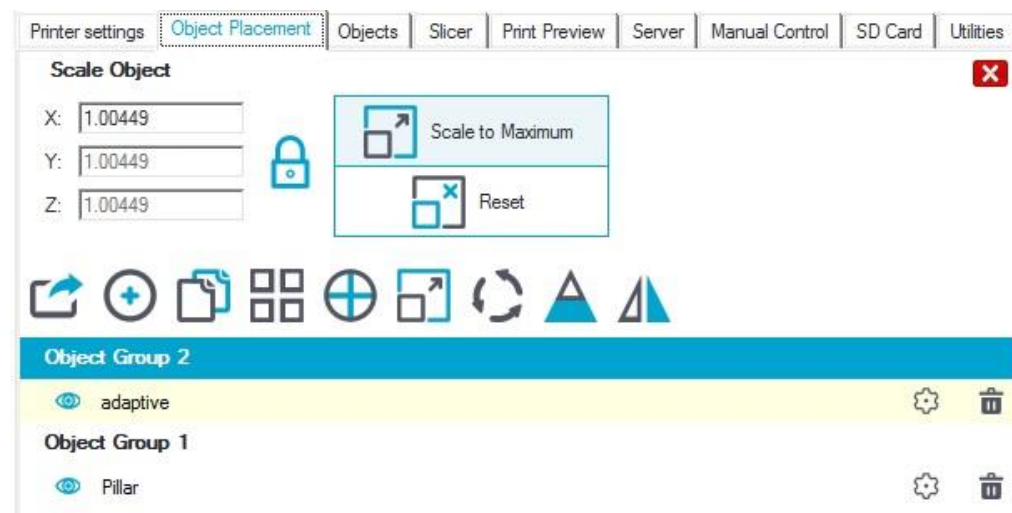 Printer settings Object Placement Objects Slicer Print Preview Server Manual Control SD Card Utilities
Scale Object
X: 1.00449
Y: 1.00449
Z: 1.00449
Scale to Maximum
Reset
Object Group 2
adaptive
Object Group 1
Pillar